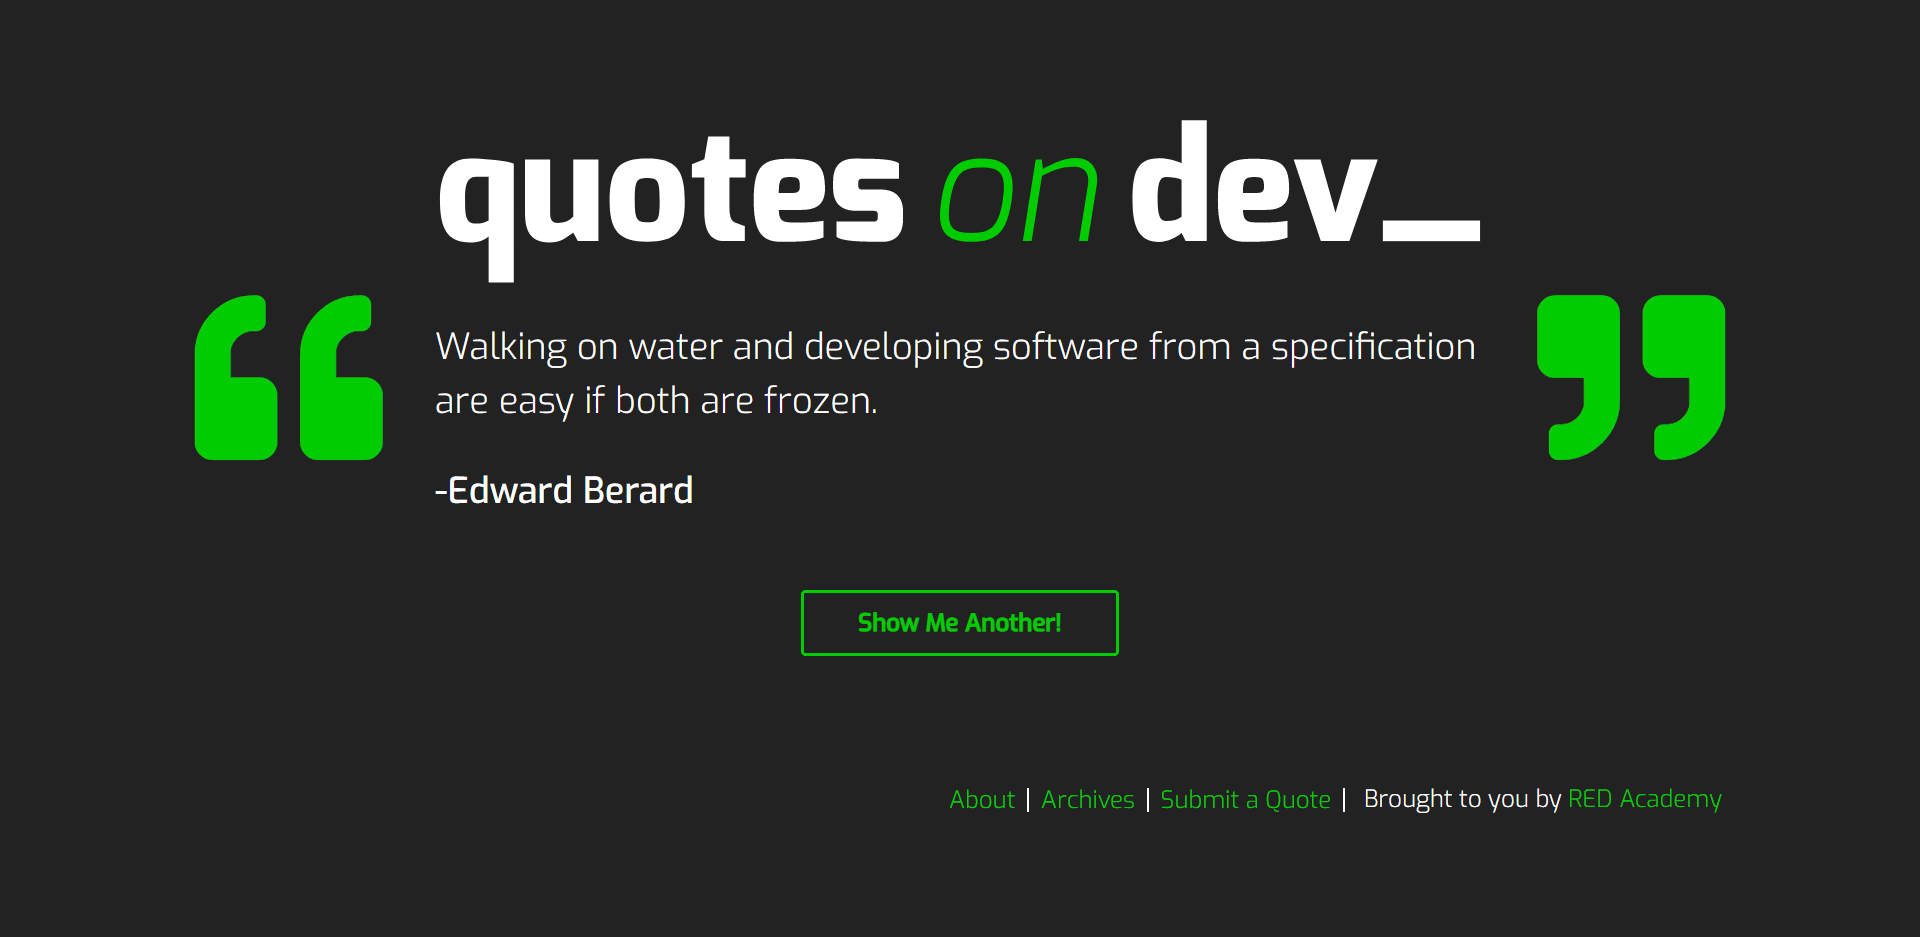 quotes on dev_
Walking on water and developing software from a specification
are easy if both are frozen.
-Edward Berard
Show Me Another!
About | Archives | Submit a Quote | Brought to you by RED Academy